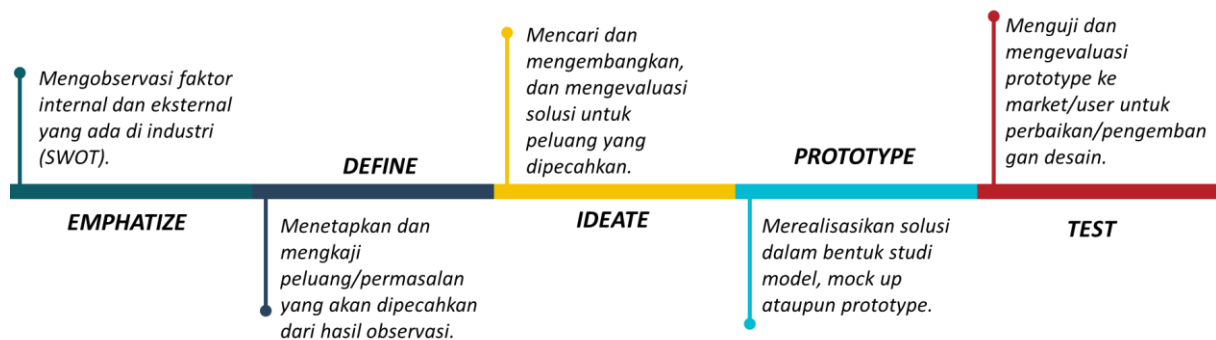 Mengobservasi faktor
internal dan eksternal
yang ada di industri
(SWOT).
EMPHATIZE
DEFINE
Menetapkan dan
mengkaji
peluang/permasalan
yang akan dipecahkan
dari hasil observasi.
Mencari dan
mengembangkan,
dan mengevaluasi
solusi untuk
peluang yang
dipecahkan.
IDEATE
PROTOTYPE
Merealisasikan solusi
dalam bentuk studi
model, mock up
ataupun prototype.
Menguji dan
mengevaluasi
prototype ke
market/user untuk
perbaikan/pengemban
gan desain.
TEST